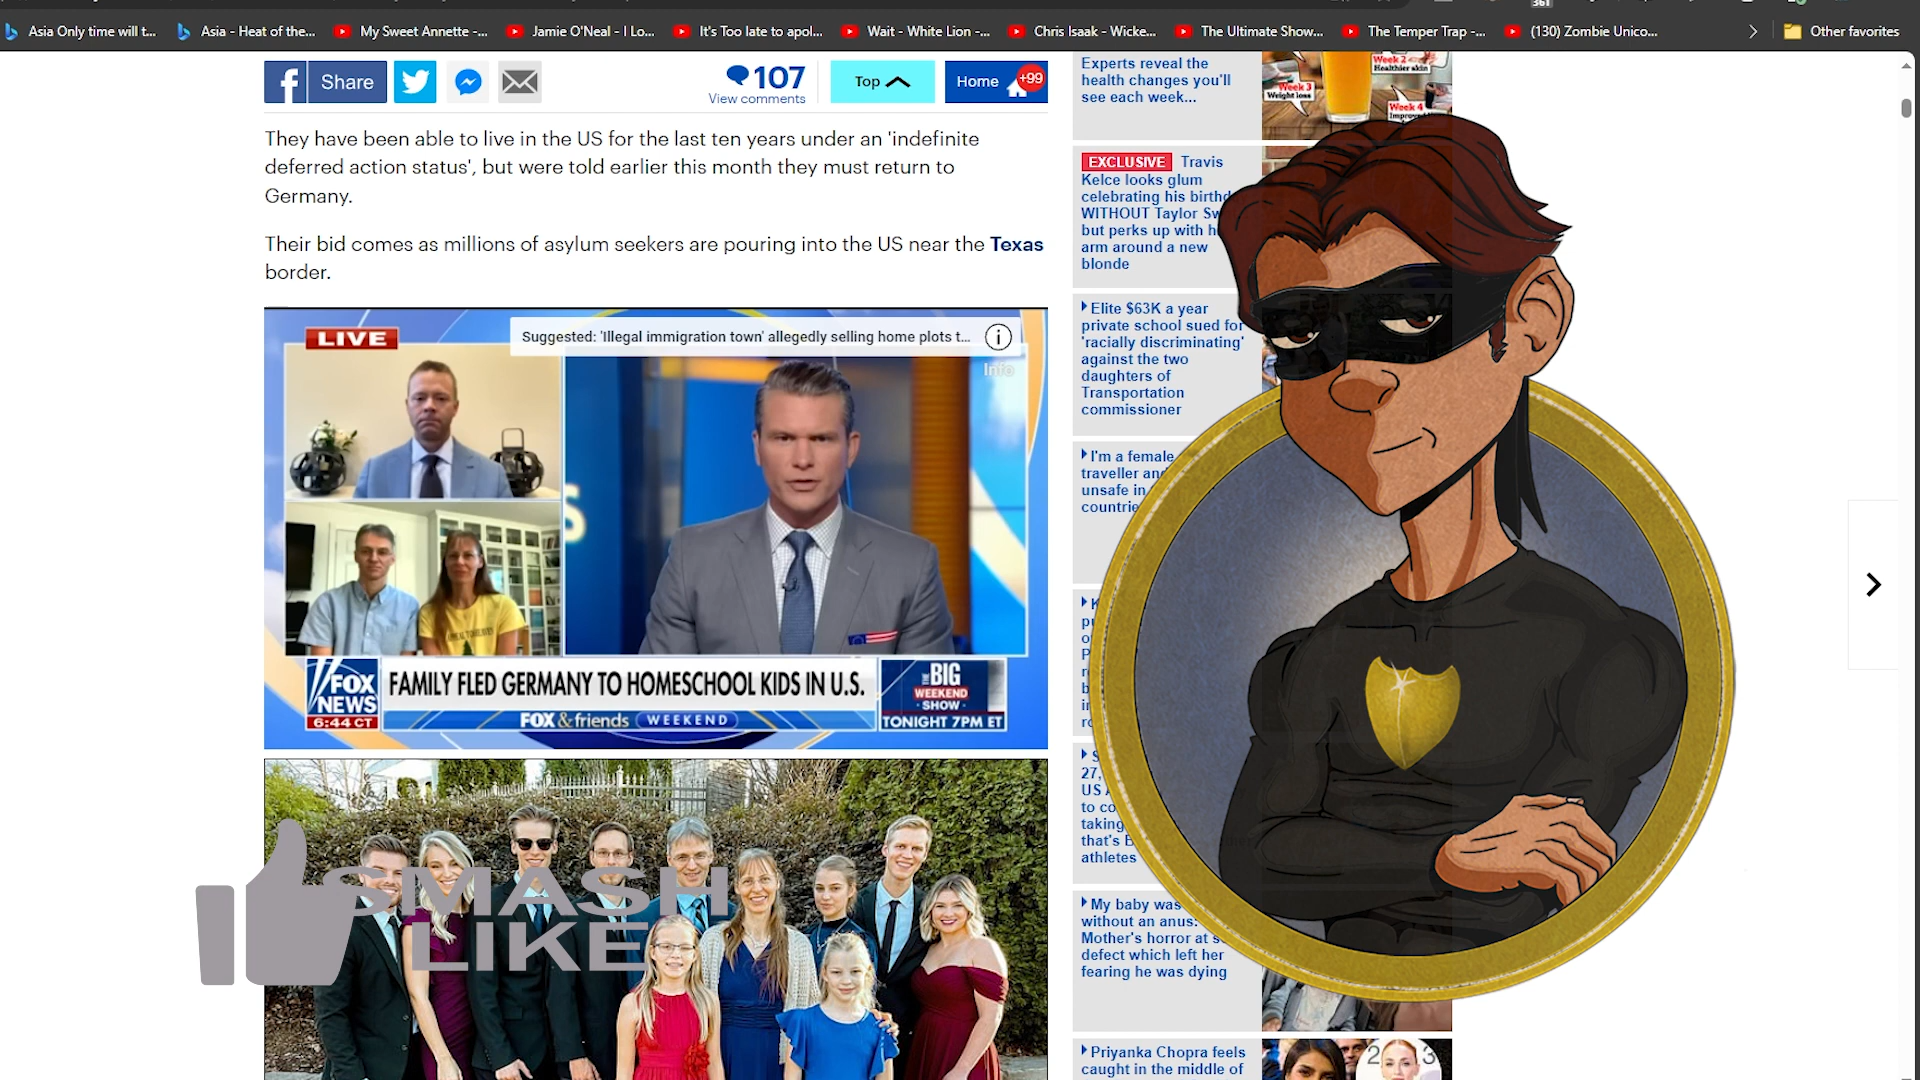 Asia Only time will t...
Asia - Heat of the...
My Sweet Annette -...
Jamie O'Neal - I Lo...
It's Too late to apol...
Wait - White Lion -...
Chris Isaak - Wicke...
The Ultimate Show...
The Temper Trap -...
(130) Zombie Unico...
Other favorites
Share
107
View comments
Top
Home
+99
They have been able to live in the US for the last ten years under an 'indefinite
deferred action status', but were told earlier this month they must return to
Germany.
Their bid comes as millions of asylum seekers are pouring into the US near the Texas
border.
LIVE
Suggested: 'Illegal immigration town' allegedly selling home plots t...
Info
FOX
NEWS
6:44 CT
FAMILY FLED GERMANY TO HOMESCHOOL KIDS IN U.S.
FOX & friends WEEKEND
THE BIG
WEEKEND
SHOW
TONIGHT 7PM ET
SMASH
LIKE
Experts reveal the
health changes you'll
see each week...
Week 2
Healthier skin
Week 3
Weight loss
Week 4
EXCLUSIVE Travis
Kelce looks glum
celebrating his
WITHOUT Taylor
but perks up with
arm around a new
blonde
Elite $63K a year
private school sued for
'racially discriminating'
against the two
daughters of
Transportation
commissioner
I'm a female
traveller
unsafe in
27,
US
to
taking
that's
athletes
My baby was
without an anus:
Mother's horror at
defect which left her
fearing he was dying
Priyanka Chopra feels
caught in the middle of